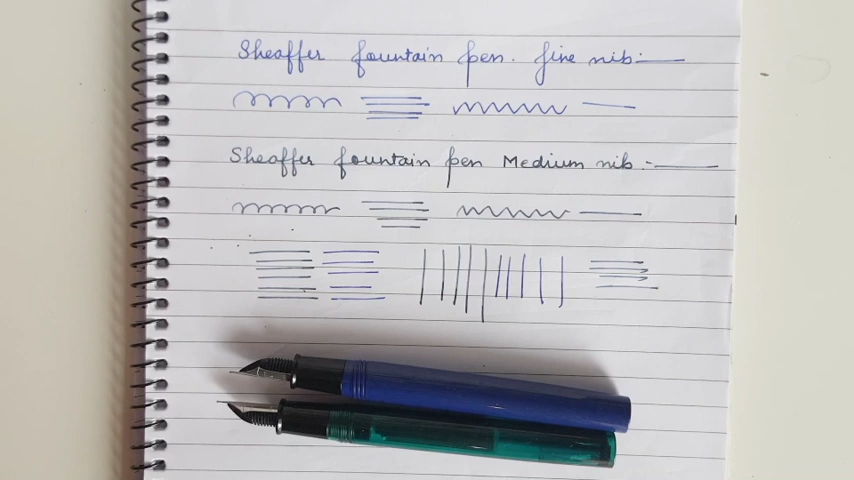 Sheaffer fountain pen. fine nib:—
Sheaffer fountain pen Medium nib.-—